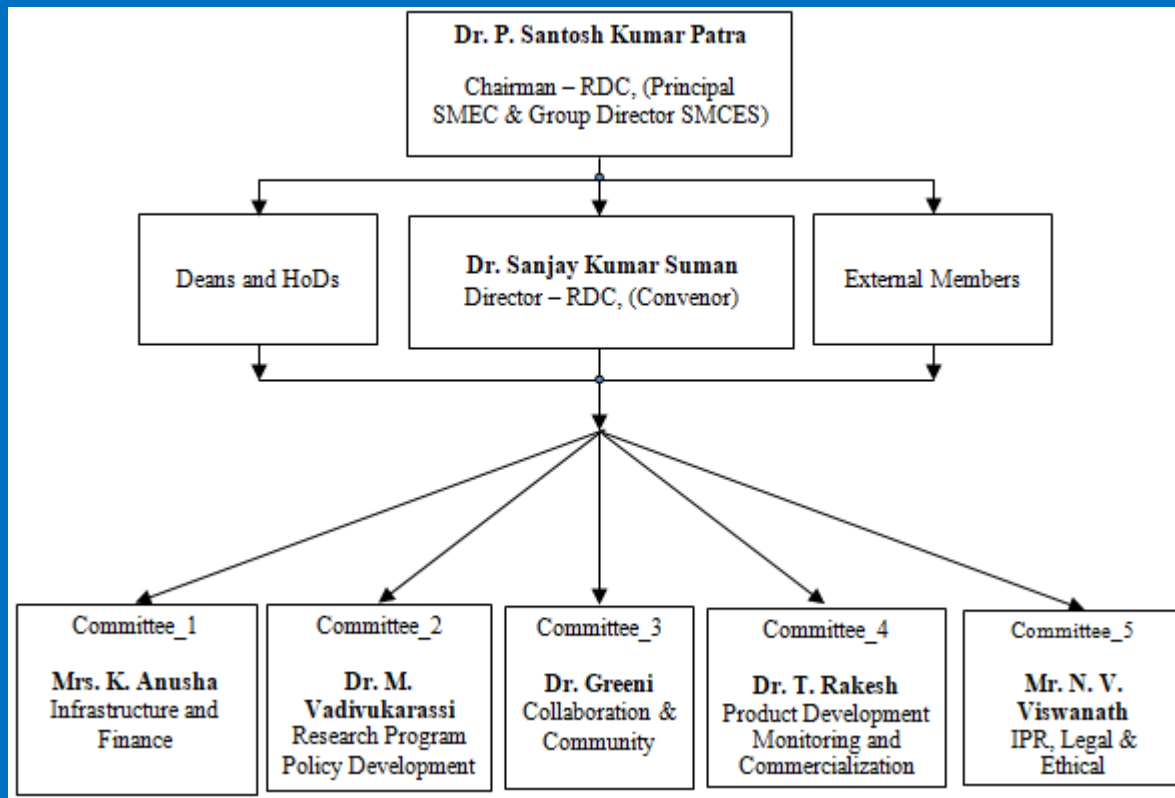 Dr. P. Santosh Kumar Patra
Chairman – RDC, (Principal
SMEC & Group Director SMCES)
Deans and HoDs
Dr. Sanjay Kumar Suman
Director – RDC, (Convenor)
External Members
Committee_1
Mrs. K. Anusha
Infrastructure and
Finance
Committee_2
Dr. M.
Vadivukarassi
Research Program
Policy Development
Committee_3
Dr. Greeni
Collaboration &
Community
Committee_4
Dr. T. Rakesh
Product Development
Monitoring and
Commercialization
Committee_5
Mr. N. V.
Viswanath
IPR, Legal &
Ethical